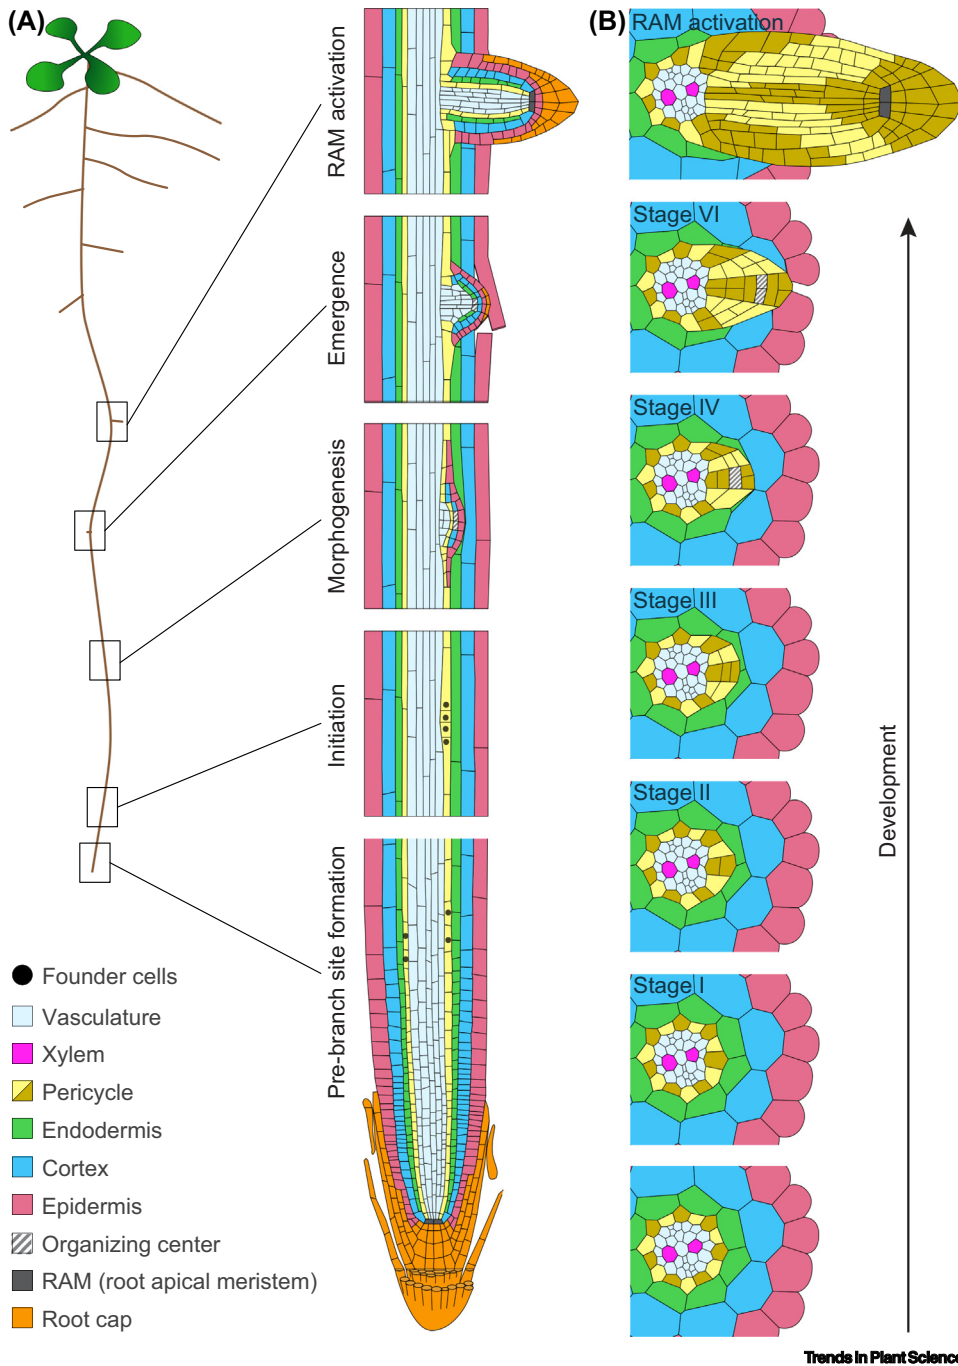 (A)
RAM activation
Emergence
Morphogenesis
Initiation
Pre-branch site formation
Founder cells
Vasculature
Xylem
Pericycle
Endodermis
Cortex
Epidermis
Organizing center
RAM (root apical meristem)
Root cap
(B)
RAM activation
Stage VI
Stage IV
Stage III
Stage II
Stage I
Development
Trends in Plant Science